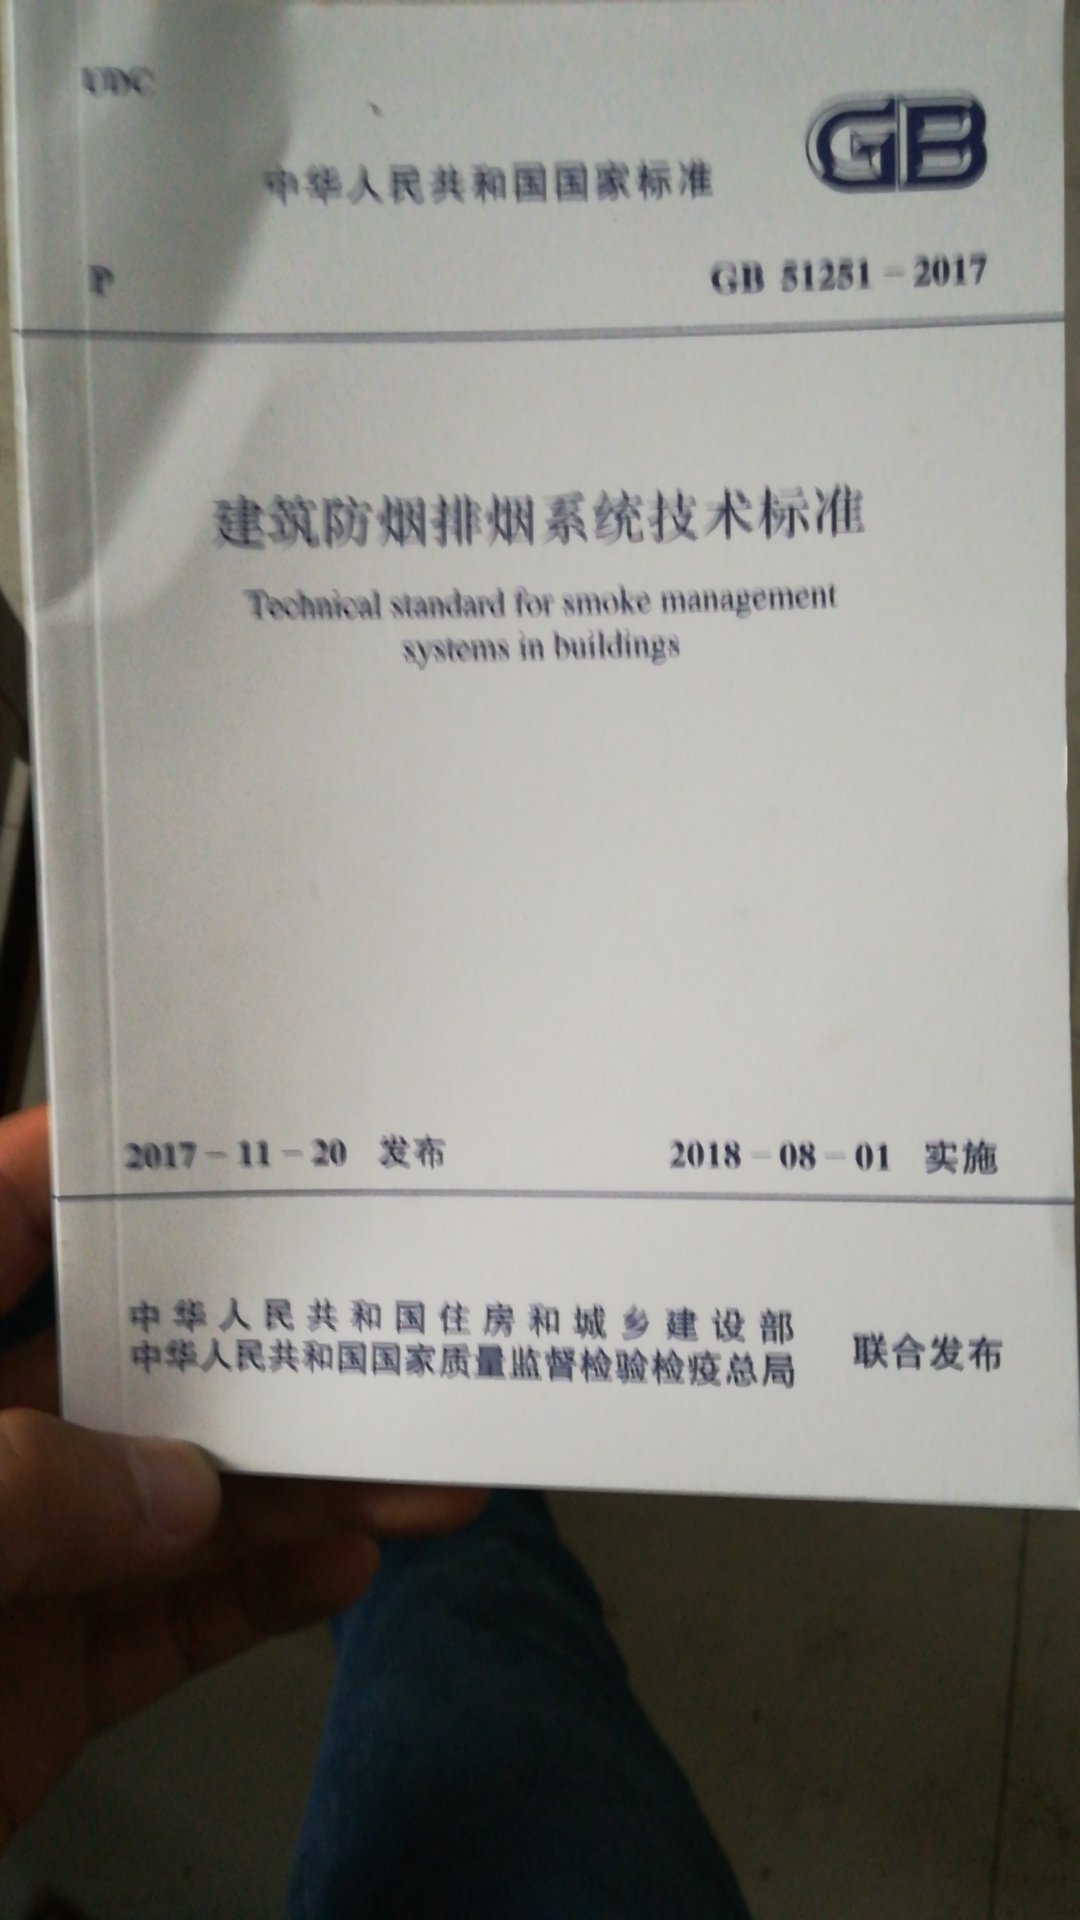 UDC
中华人民共和国国家标准
GB
P
GB 51251-2017
建筑防烟排烟系统技术标准
Technical standard for smoke management
systems in buildings
2017-11-20 发布
2018-08-01 实施
中华人民共和国住房和城乡建设部
中华人民共和国国家质量监督检验检疫总局
联合发布